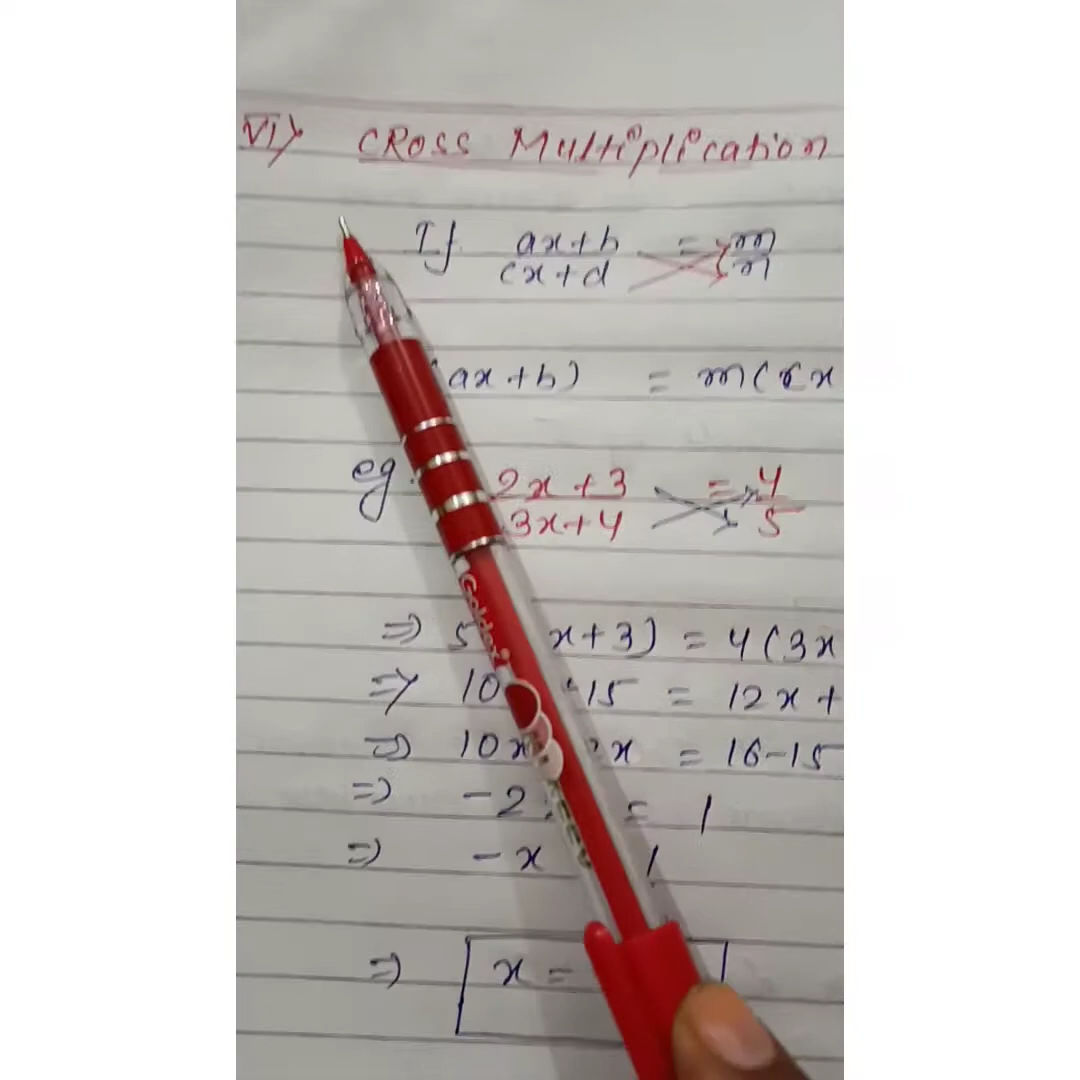 VI) CROSS Multiplication
If ax+b = m
cx+d n
ax+b) = m(cx
eg. 2x+3 = 4
3x+4 5
=> 5 x+3) = 4(3x
=> 10 15 = 12x+
=> 10x x = 16-15
=> -2 = 1
=> -x 1
=> x =
Goldex